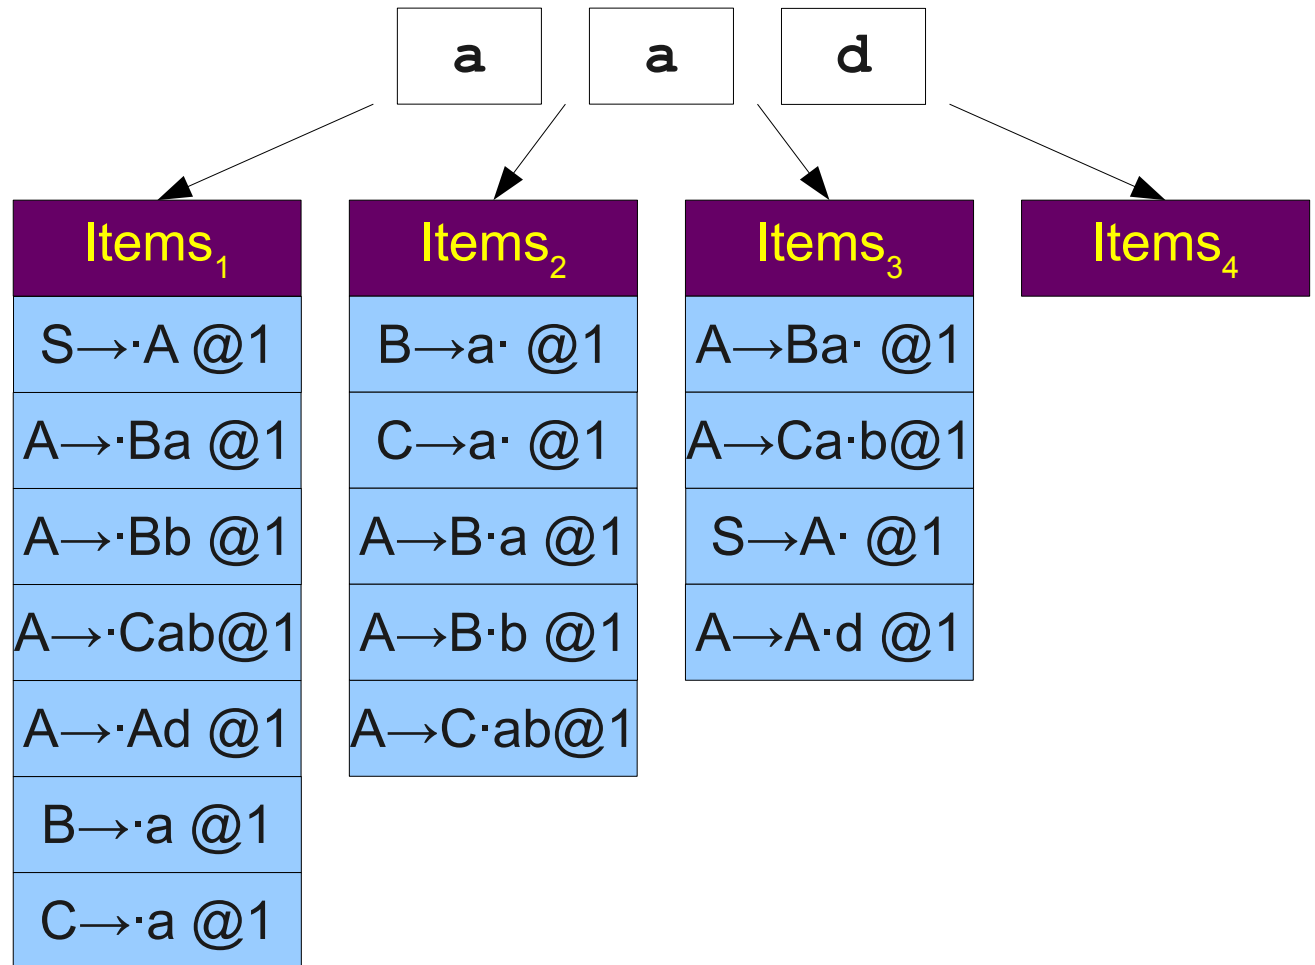 a a d
Items₁ Items₂ Items₃ Items₄
S→·A @1 B→a· @1 A→Ba· @1
A→·Ba @1 C→a· @1 A→Ca·b@1
A→·Bb @1 A→B·a @1 S→A· @1
A→·Cab@1 A→B·b @1 A→A·d @1
A→·Ad @1 A→C·ab@1
B→·a @1
C→·a @1